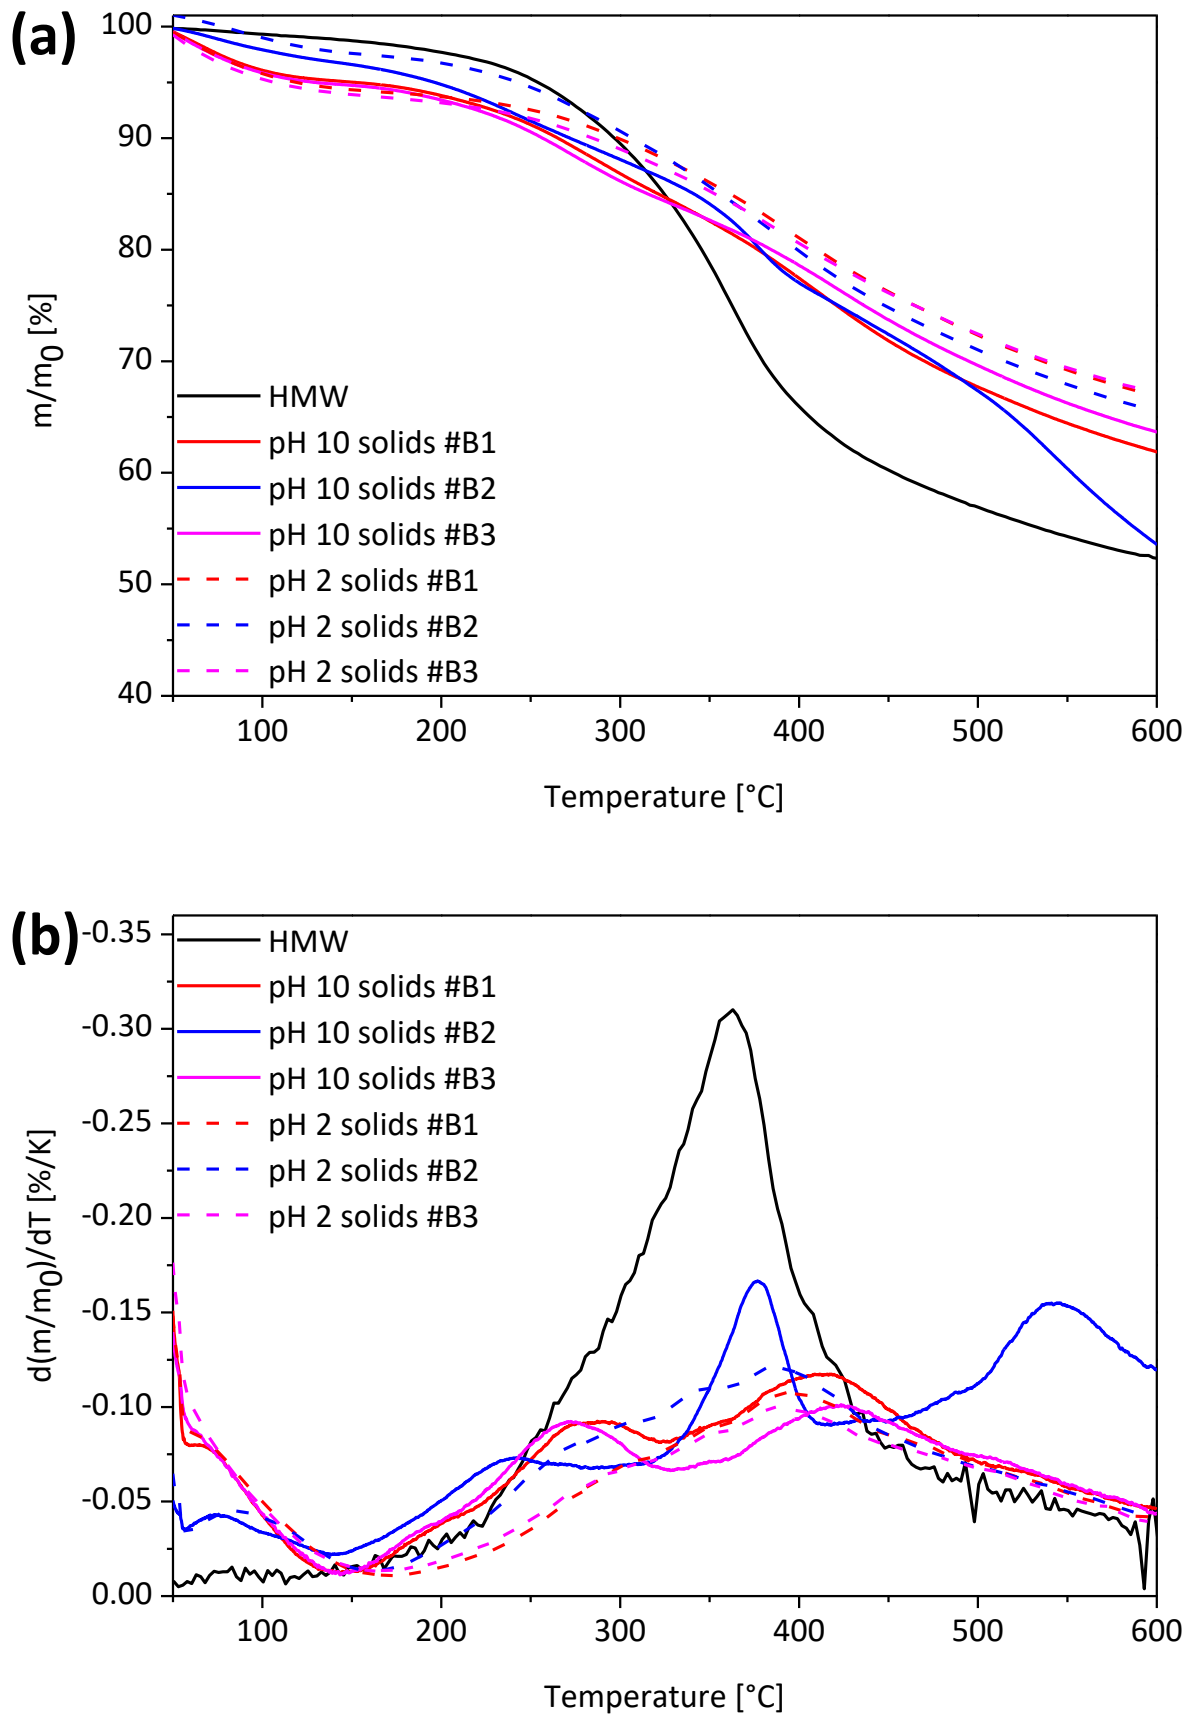 (a)
100
90
80
70
60
50
40
m/m0 [%]
HMW
pH 10 solids #B1
pH 10 solids #B2
pH 10 solids #B3
pH 2 solids #B1
pH 2 solids #B2
pH 2 solids #B3
100 200 300 400 500 600
Temperature [°C]
(b)
-0.35
-0.30
-0.25
-0.20
-0.15
-0.10
-0.05
0.00
d(m/m0)/dT [%/K]
HMW
pH 10 solids #B1
pH 10 solids #B2
pH 10 solids #B3
pH 2 solids #B1
pH 2 solids #B2
pH 2 solids #B3
100 200 300 400 500 600
Temperature [°C]